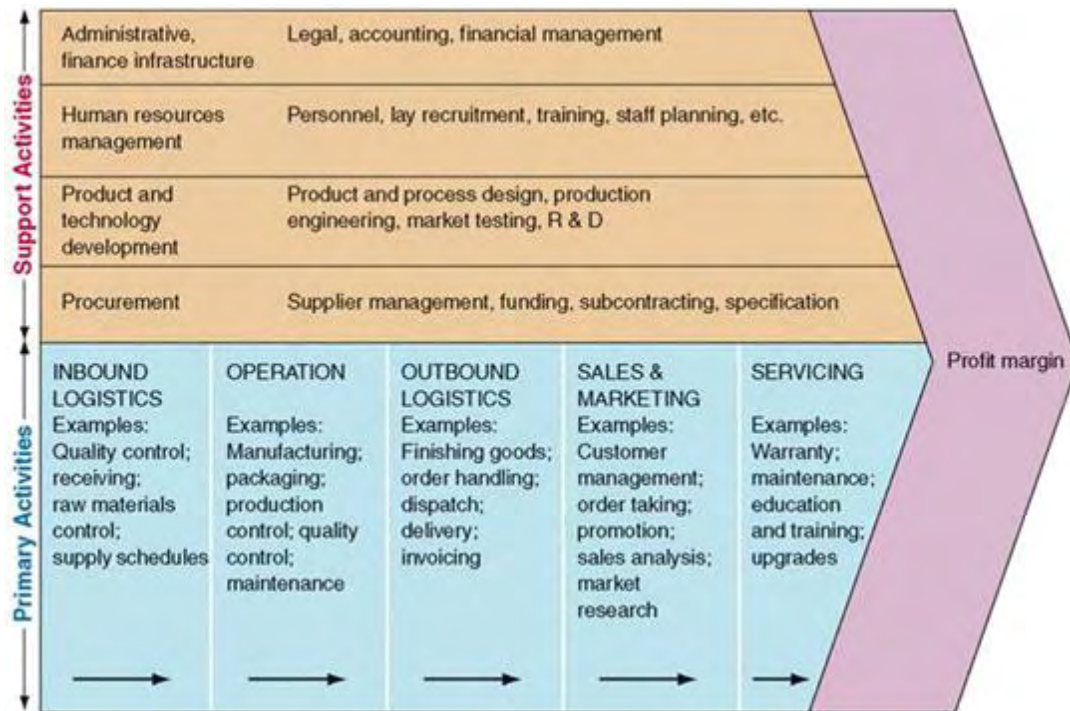 Support Activities
Administrative,
finance infrastructure
Legal, accounting, financial management
Human resources
management
Personnel, lay recruitment, training, staff planning, etc.
Product and
technology
development
Product and process design, production
engineering, market testing, R & D
Procurement
Supplier management, funding, subcontracting, specification
Primary Activities
INBOUND
LOGISTICS
Examples:
Quality control;
receiving;
raw materials
control;
supply schedules
OPERATION
Examples:
Manufacturing;
packaging;
production
control; quality
control;
maintenance
OUTBOUND
LOGISTICS
Examples:
Finishing goods;
order handling;
dispatch;
delivery;
invoicing
SALES &
MARKETING
Examples:
Customer
management;
order taking;
promotion;
sales analysis;
market
research
SERVICING
Examples:
Warranty;
maintenance;
education
and training;
upgrades
Profit margin